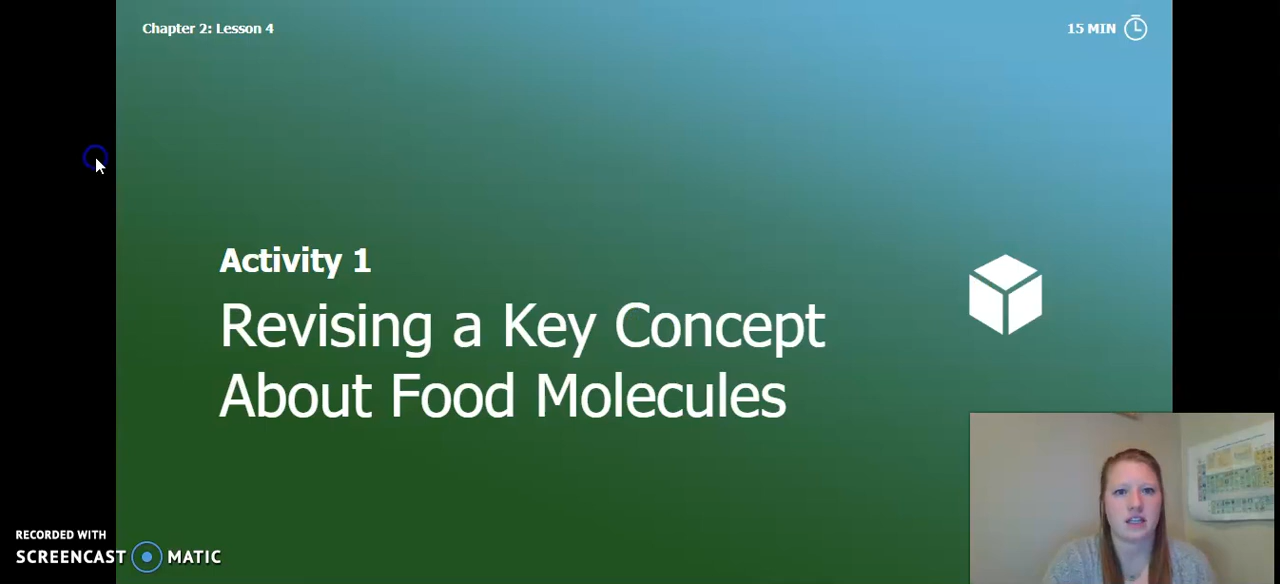 Chapter 2: Lesson 4
15 MIN
Activity 1
Revising a Key Concept
About Food Molecules
RECORDED WITH
SCREENCAST MATIC